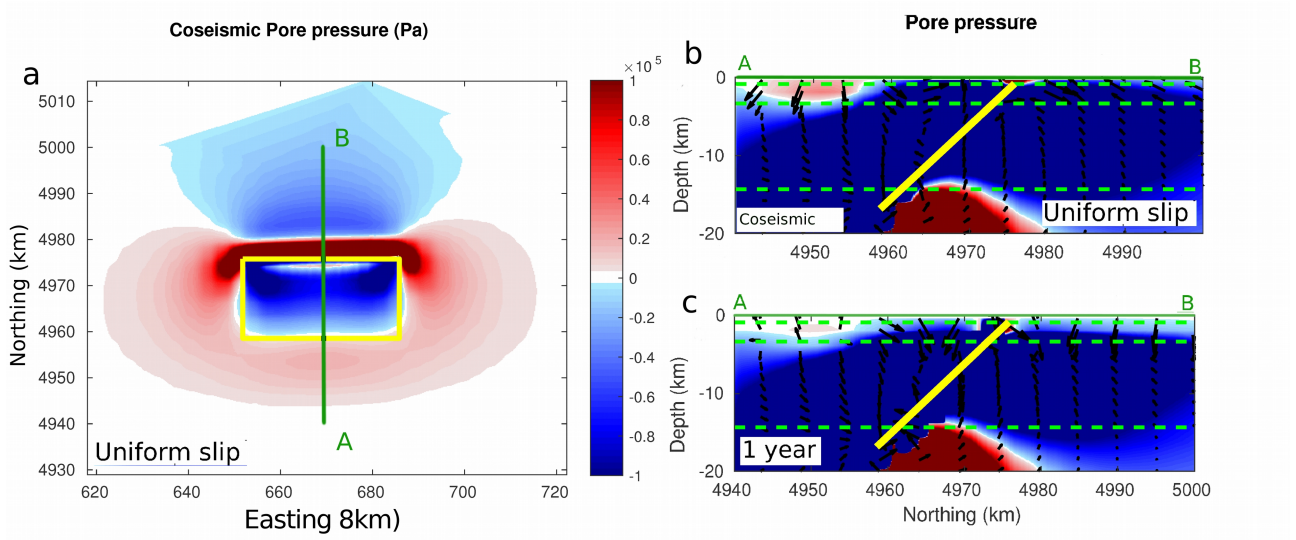 Coseismic Pore pressure (Pa)
a
5010
5000
4990
4980
4970
4960
4950
4940
4930
Northing (km)
B
A
Uniform slip
620
640
660
680
700
720
Easting 8km)
×10⁵
1
0.8
0.6
0.4
0.2
0
-0.2
-0.4
-0.6
-0.8
-1
Pore pressure
b
A
B
0
-10
-20
Depth (km)
Coseismic
Uniform slip
4950
4960
4970
4980
4990
c
A
B
0
-10
-20
Depth (km)
1 year
4940
4950
4960
4970
4980
4990
5000
Northing (km)